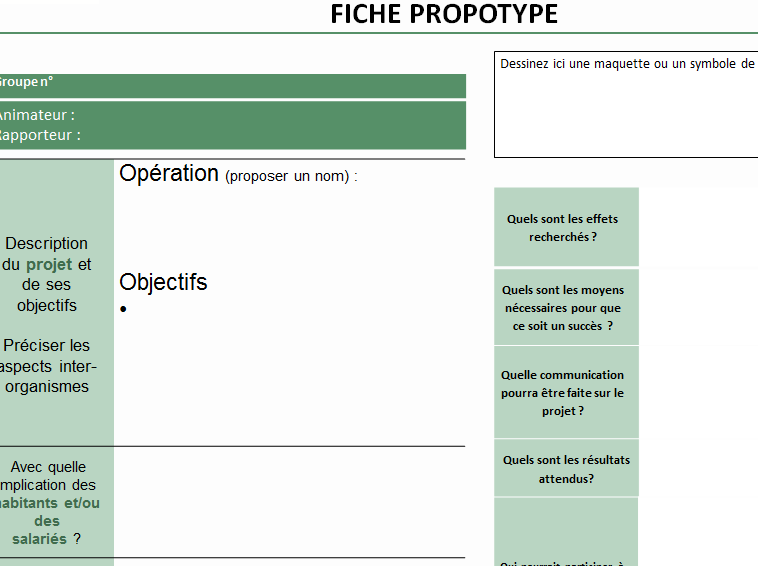 FICHE PROPOTYPE
Groupe n°
Animateur :
Rapporteur :
Description
du projet et
de ses
objectifs
Préciser les
aspects inter-
organismes
Opération (proposer un nom) :
Objectifs
•
Avec quelle
implication des
habitants et/ou
des
salariés ?
Dessinez ici une maquette ou un symbole de
Quels sont les effets
recherchés ?
Quels sont les moyens
nécessaires pour que
ce soit un succès ?
Quelle communication
pourra être faite sur le
projet ?
Quels sont les résultats
attendus?
Qui pourrait participer à